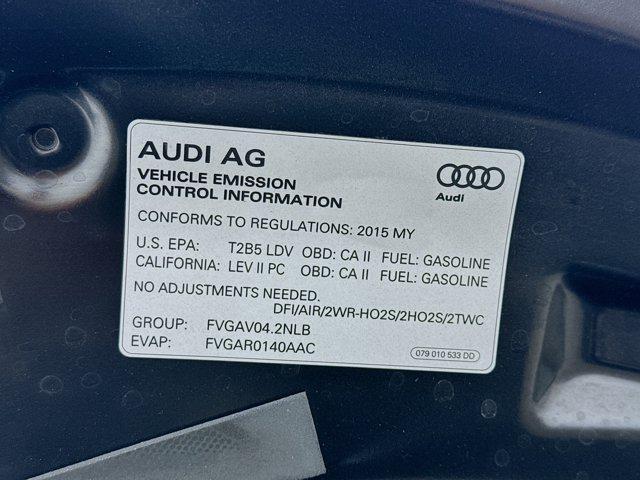 AUDI AG
Audi
VEHICLE EMISSION
CONTROL INFORMATION
CONFORMS TO REGULATIONS: 2015 MY
U.S. EPA: T2B5 LDV OBD: CA II FUEL: GASOLINE
CALIFORNIA: LEV II PC OBD: CA II FUEL: GASOLINE
NO ADJUSTMENTS NEEDED.
DFI/AIR/2WR-HO2S/2HO2S/2TWC
GROUP: FVGAV04.2NLB
EVAP: FVGAR0140AAC
079 010 533 DD